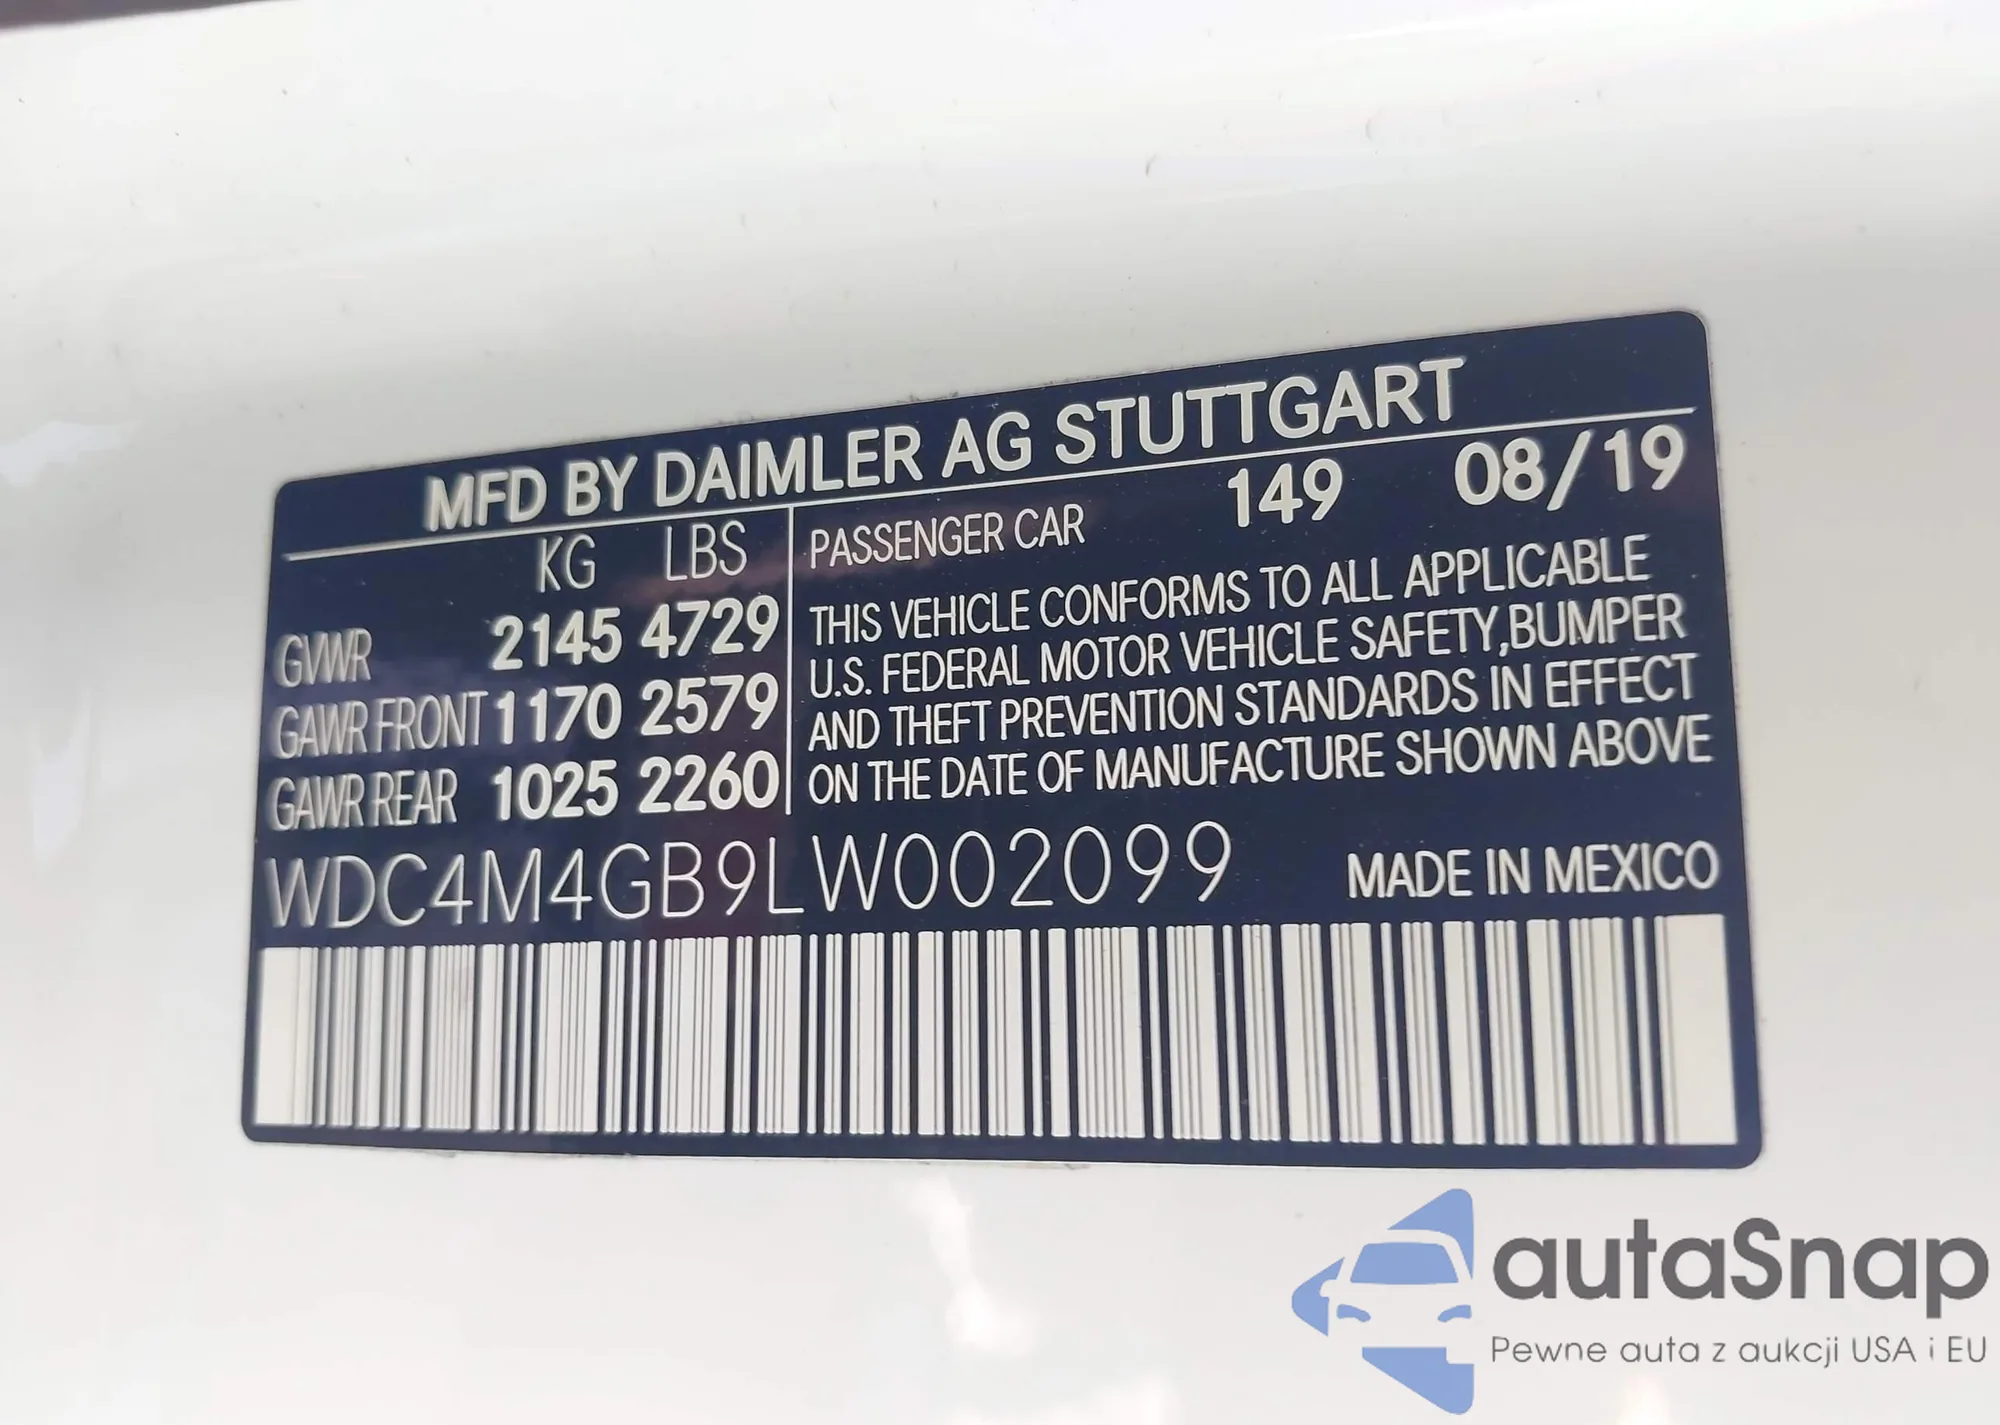 MFD BY DAIMLER AG STUTTGART
KG LBS
GVWR 2145 4729
GAWR FRONT 1170 2579
GAWR REAR 1025 2260
PASSENGER CAR 149 08/19
THIS VEHICLE CONFORMS TO ALL APPLICABLE
U.S. FEDERAL MOTOR VEHICLE SAFETY,BUMPER
AND THEFT PREVENTION STANDARDS IN EFFECT
ON THE DATE OF MANUFACTURE SHOWN ABOVE
WDC4M4GB9LW002099 MADE IN MEXICO
autaSnap
Pewne auta z aukcji USA i EU